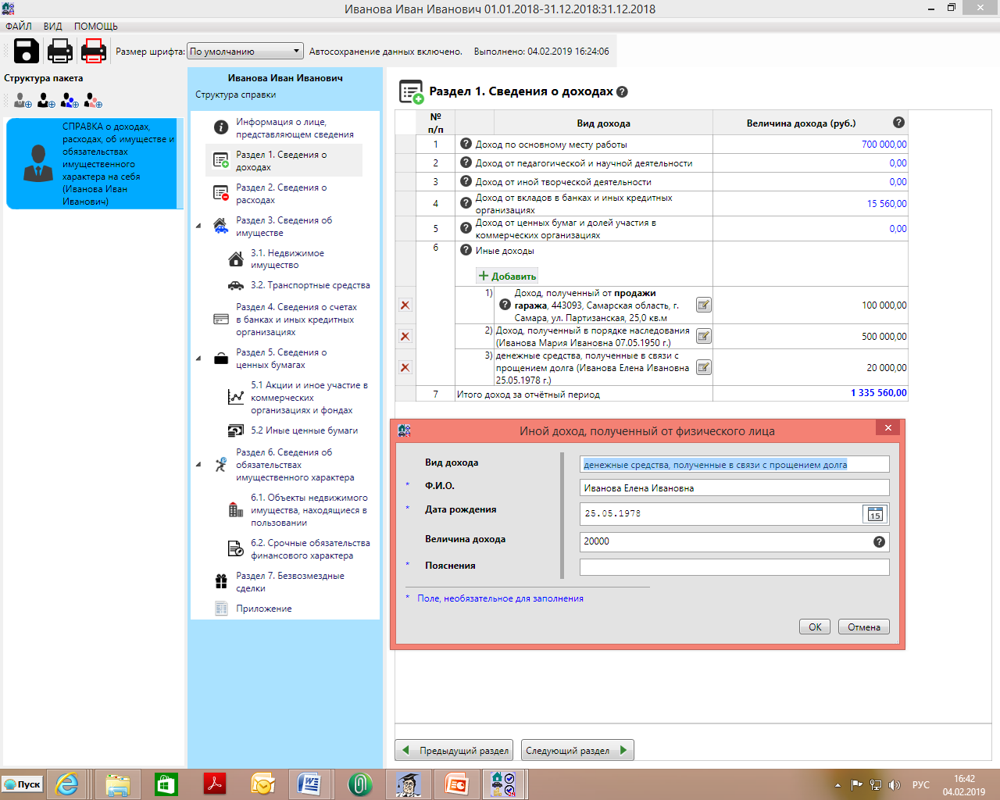 Иванова Иван Иванович 01.01.2018-31.12.2018:31.12.2018
ФАЙЛ ВИД ПОМОЩЬ
Размер шрифта: По умолчанию Автосохранение данных включено. Выполнено: 04.02.2019 16:24:06
Структура пакета
СПРАВКА о доходах,
расходах, об имуществе и
обязательствах
имущественного
характера на себя
(Иванова Иван
Иванович)
Иванова Иван Иванович
Структура справки
Информация о лице,
представляющем сведения
Раздел 1. Сведения о
доходах
Раздел 2. Сведения о
расходах
Раздел 3. Сведения об
имуществе
3.1. Недвижимое
имущество
3.2. Транспортные средства
Раздел 4. Сведения о счетах
в банках и иных кредитных
организациях
Раздел 5. Сведения о
ценных бумагах
5.1 Акции и иное участие в
коммерческих
организациях и фондах
5.2 Иные ценные бумаги
Раздел 6. Сведения об
обязательствах
имущественного характера
6.1. Объекты недвижимого
имущества, находящиеся в
пользовании
6.2. Срочные обязательства
финансового характера
Раздел 7. Безвозмездные
сделки
Приложение
Раздел 1. Сведения о доходах ?
№
п/п
Вид дохода
Величина дохода (руб.) ?
1 ? Доход по основному месту работы 700 000,00
2 ? Доход от педагогической и научной деятельности 0,00
3 ? Доход от иной творческой деятельности 0,00
4 ? Доход от вкладов в банках и иных кредитных
организациях 15 560,00
5 ? Доход от ценных бумаг и долей участия в
коммерческих организациях 0,00
6 ? Иные доходы
+ Добавить
1) Доход, полученный от продажи
? гаража, 443093, Самарская область, г. 100 000,00
Самара, ул. Партизанская, 25,0 кв.м
2) Доход, полученный в порядке наследования
(Иванова Мария Ивановна 07.05.1950 г.) 500 000,00
3) денежные средства, полученные в связи с
прощением долга (Иванова Елена Ивановна 20 000,00
25.05.1978 г.)
7 Итого доход за отчётный период 1 335 560,00
Иной доход, полученный от физического лица
Вид дохода денежные средства, полученные в связи с прощением долга
* Ф.И.О. Иванова Елена Ивановна
* Дата рождения 25.05.1978 15
Величина дохода 20000 ?
* Пояснения
* Поле, необязательное для заполнения
ОК Отмена
Предыдущий раздел Следующий раздел
Пуск РУС 16:42
04.02.2019